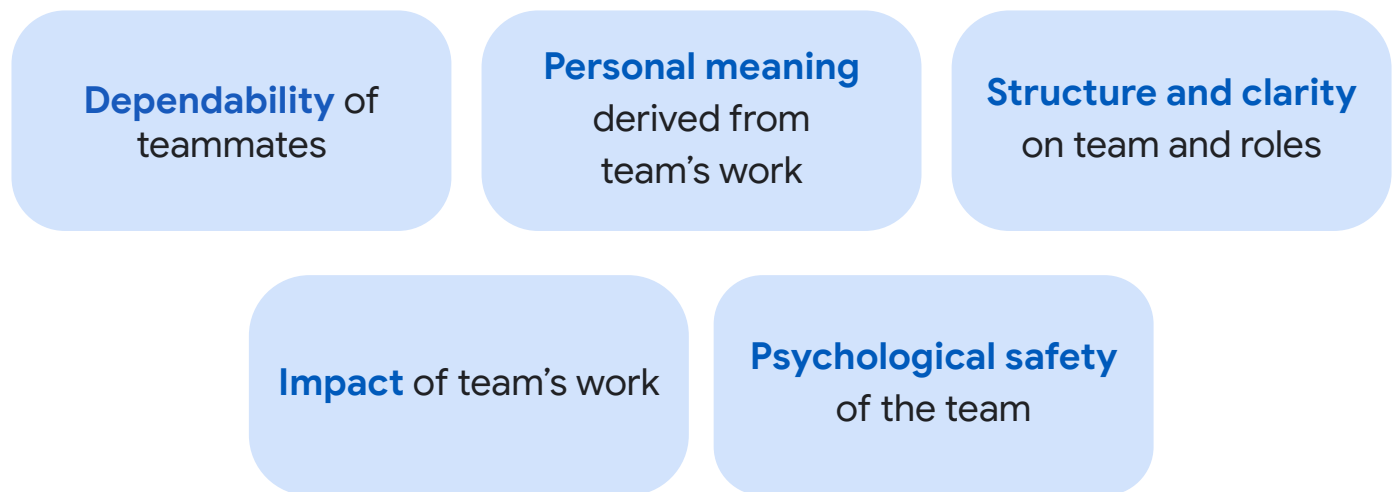 Dependability of
teammates
Personal meaning
derived from
team’s work
Structure and clarity
on team and roles
Impact of team’s work
Psychological safety
of the team